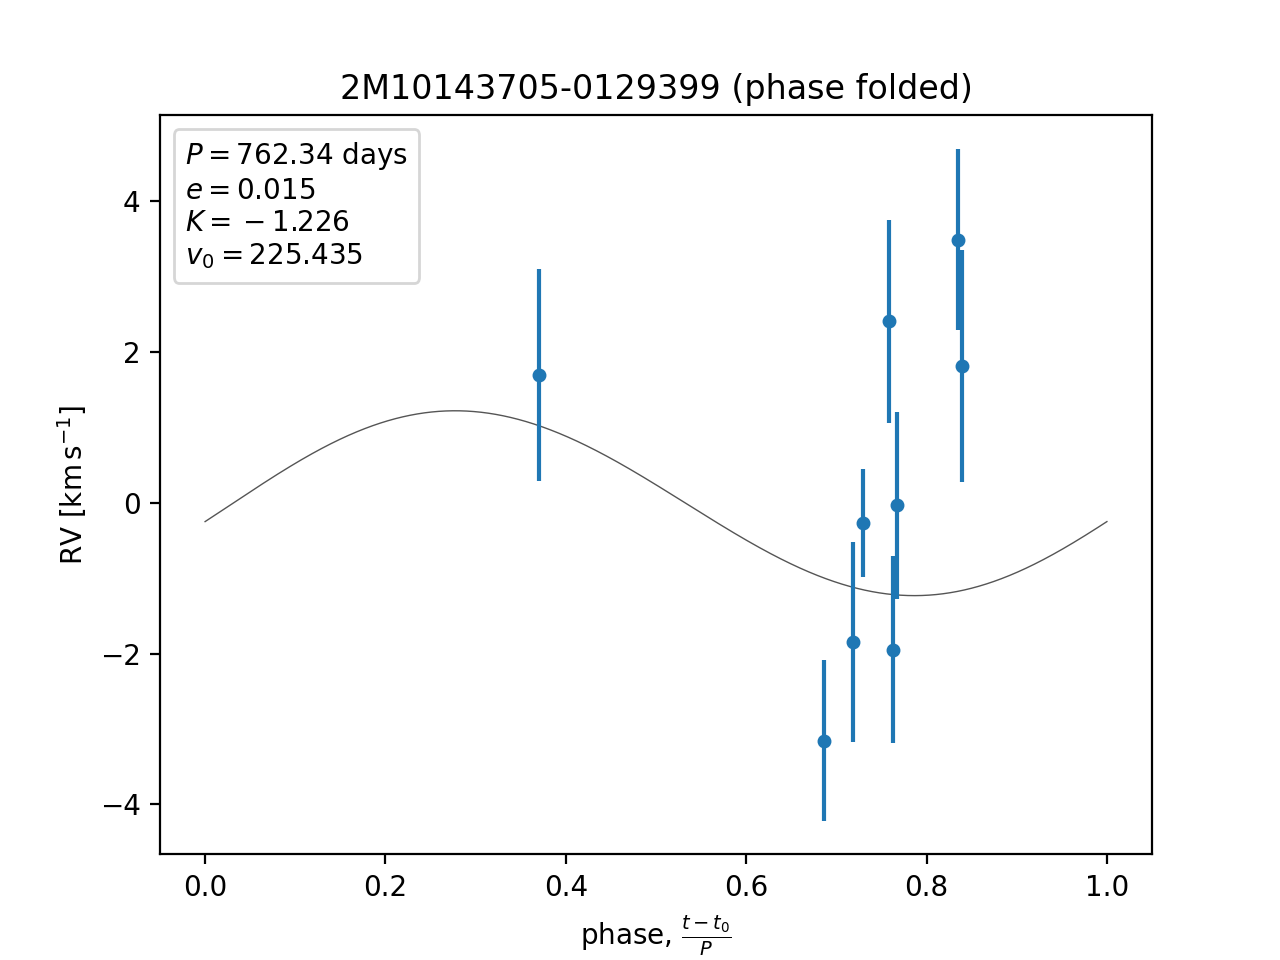 2M10143705-0129399 (phase folded)
P = 762.34 days
e = 0.015
K = −1.226
v₀ = 225.435
4
2
0
−2
−4
RV [km s⁻¹]
0.0 0.2 0.4 0.6 0.8 1.0
phase, (t − t₀)/P